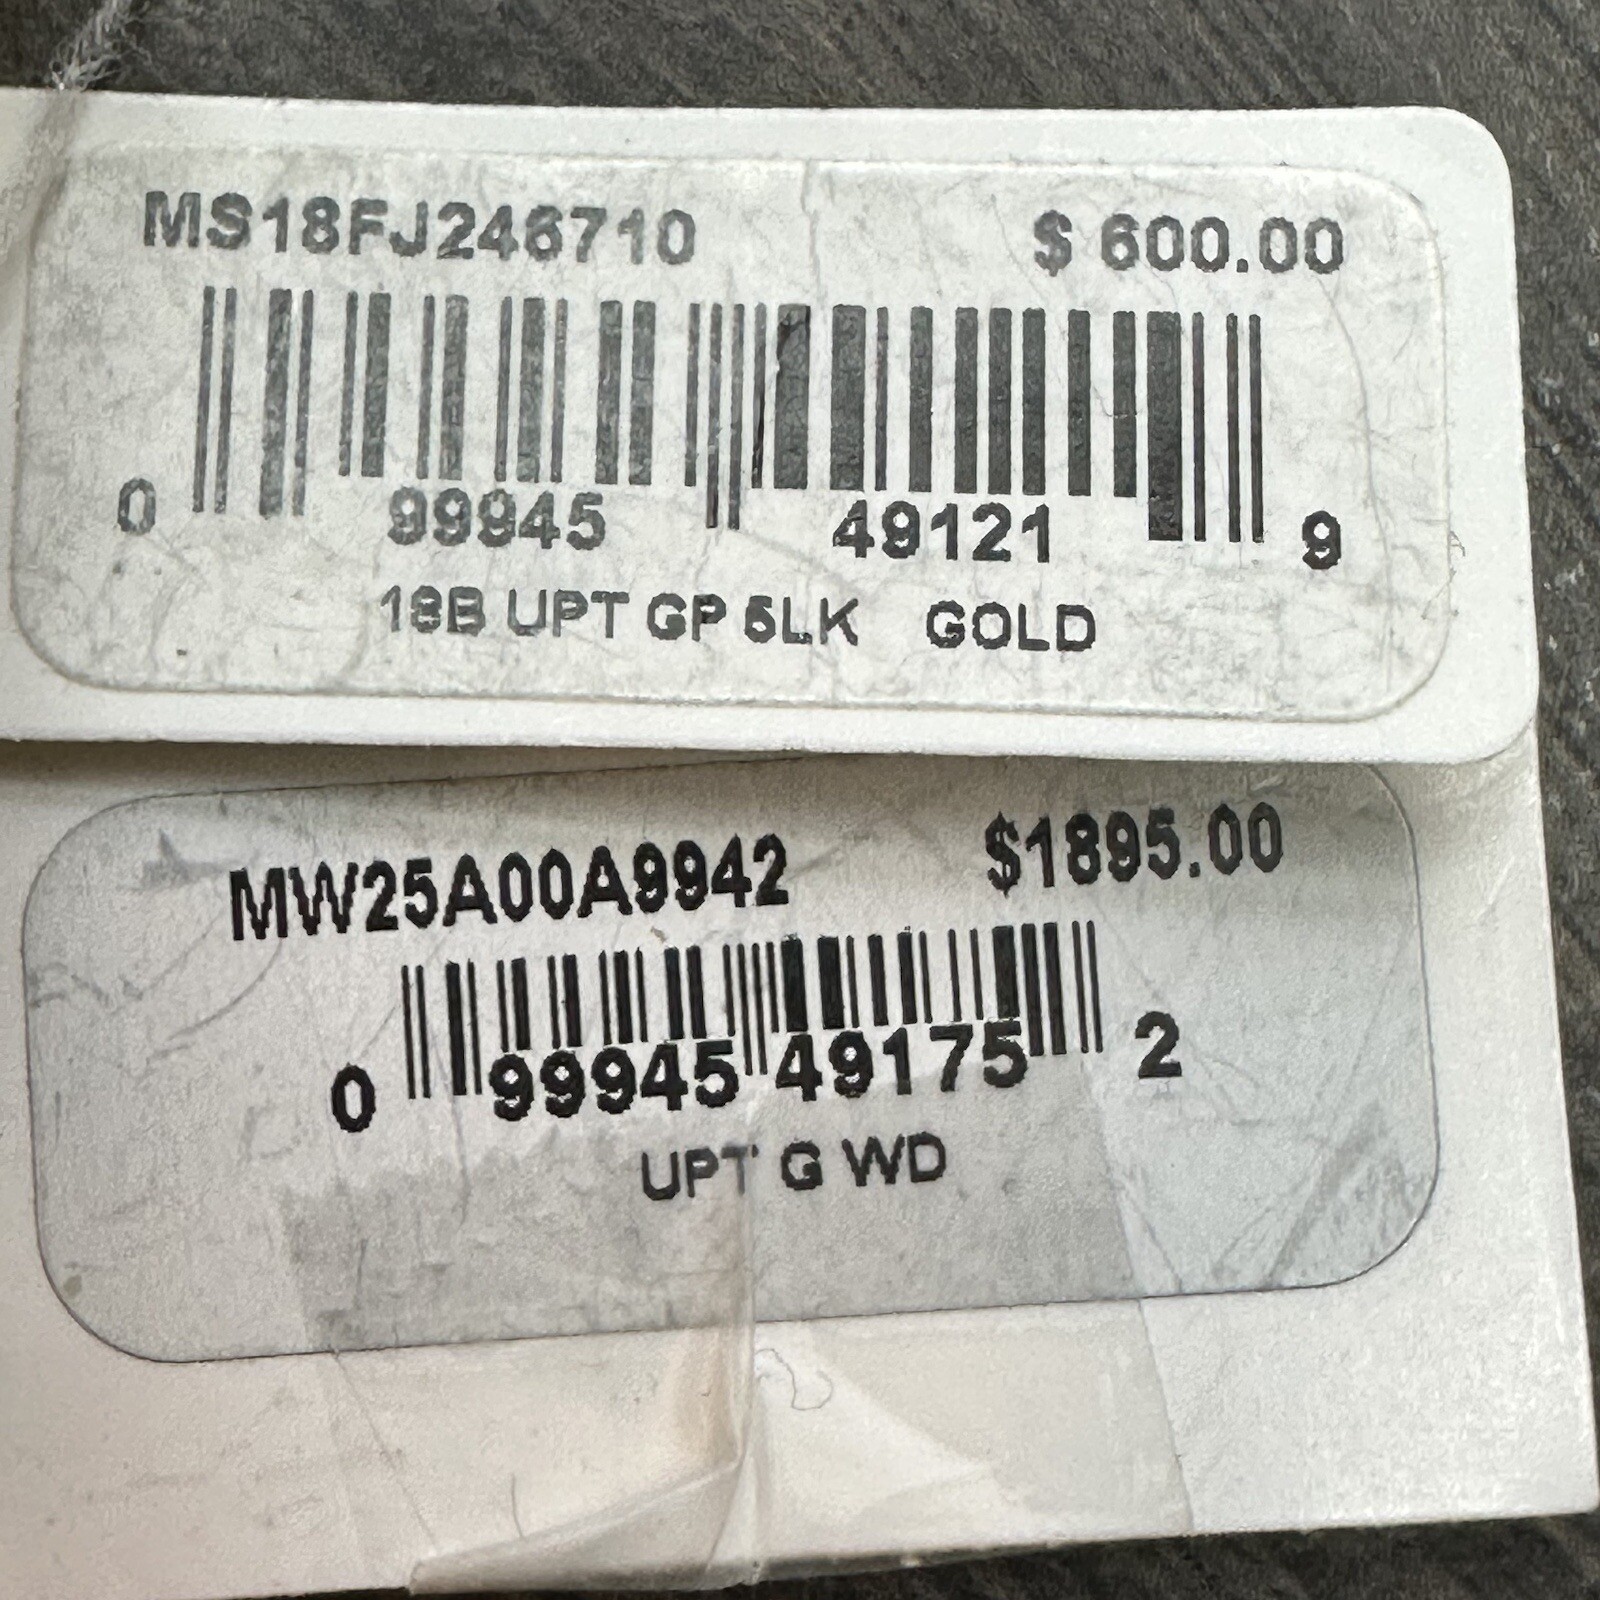 MS18FJ246710 $ 600.00
0 99945 49121 9
18B UPT GP 5LK GOLD
MW25A00A9942 $1895.00
0 99945 49175 2
UPT G WD